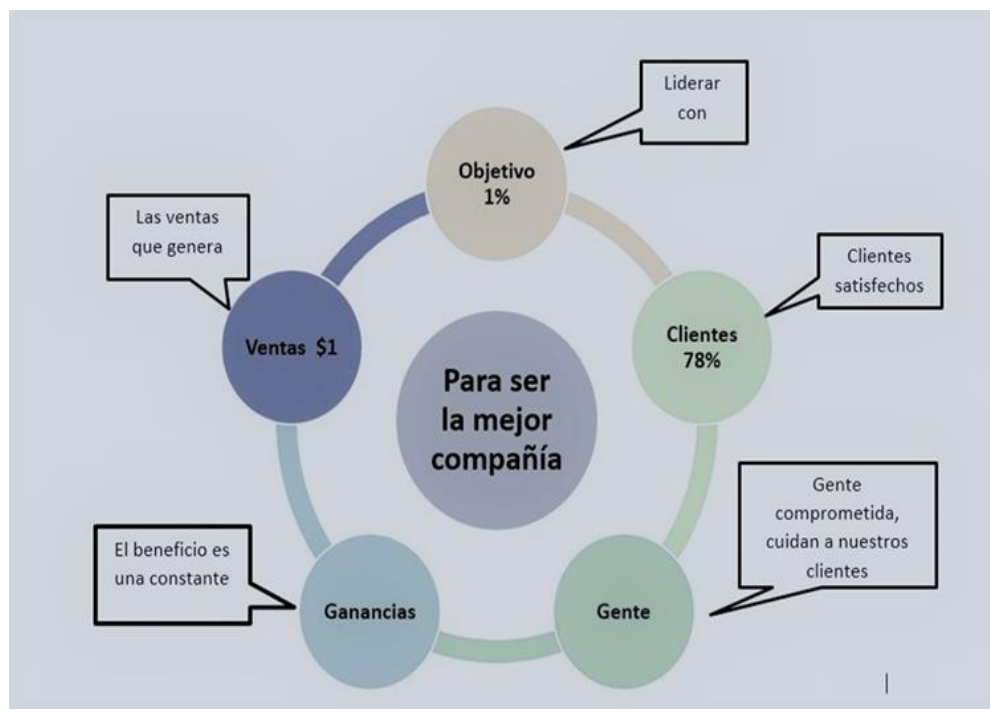 Liderar
con
Objetivo
1%
Las ventas
que genera
Clientes
satisfechos
Ventas $1
Clientes
78%
Para ser
la mejor
compañía
Gente
comprometida,
cuidan a nuestros
clientes
El beneficio es
una constante
Ganancias
Gente